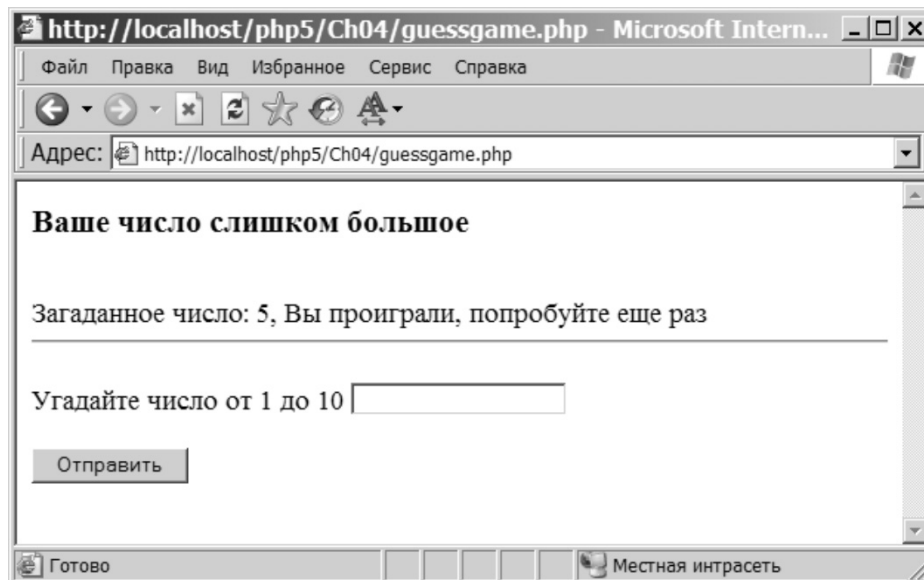 http://localhost/php5/Ch04/guessgame.php - Microsoft Intern...
Файл Правка Вид Избранное Сервис Справка
Адрес: http://localhost/php5/Ch04/guessgame.php
Ваше число слишком большое
Загаданное число: 5, Вы проиграли, попробуйте еще раз
Угадайте число от 1 до 10
Отправить
Готово Местная интрасеть